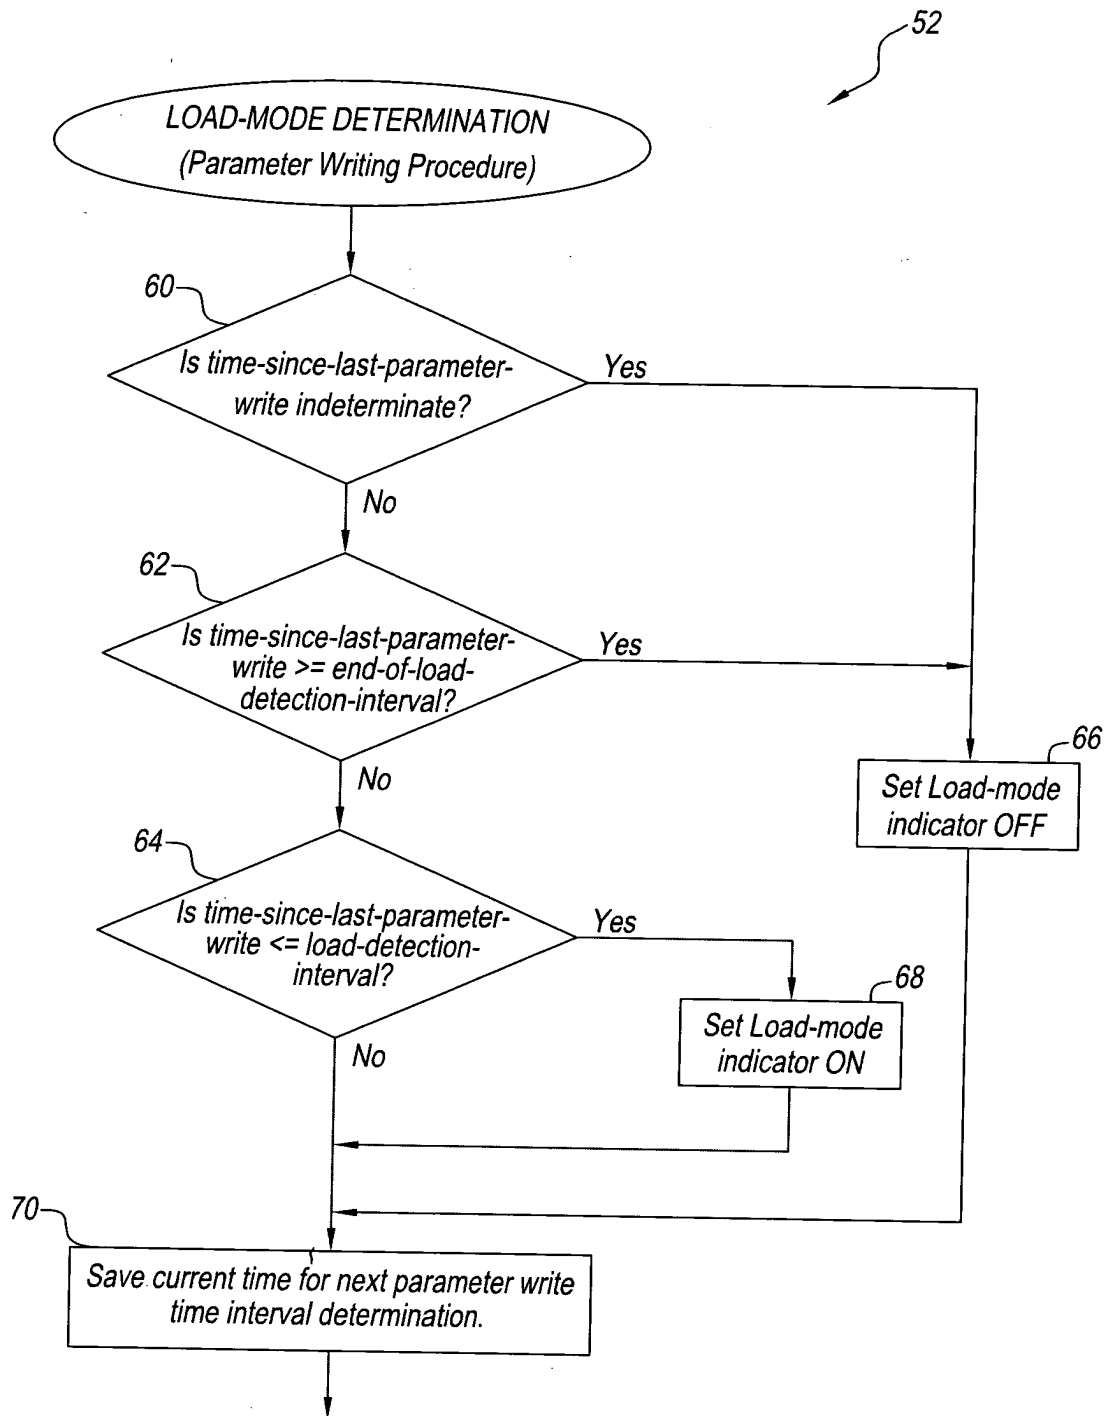 52
LOAD-MODE DETERMINATION
(Parameter Writing Procedure)
60
Is time-since-last-parameter-
write indeterminate?
Yes
No
62
Is time-since-last-parameter-
write >= end-of-load-
detection-interval?
Yes
No
66
Set Load-mode
indicator OFF
64
Is time-since-last-parameter-
write <= load-detection-
interval?
Yes
No
68
Set Load-mode
indicator ON
70
Save current time for next parameter write
time interval determination.